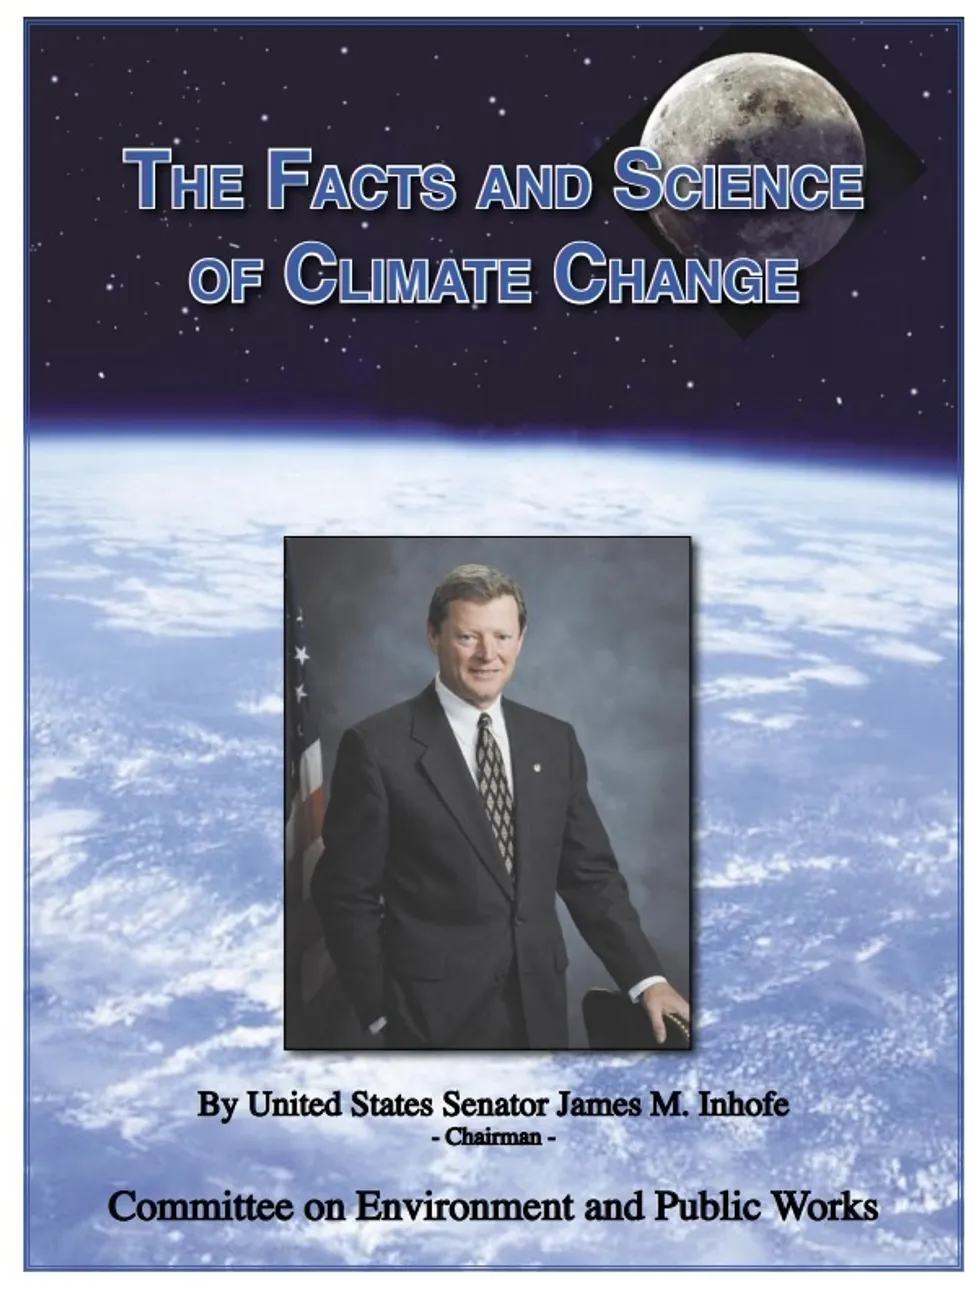 The Facts and Science
of Climate Change
By United States Senator James M. Inhofe
- Chairman -
Committee on Environment and Public Works